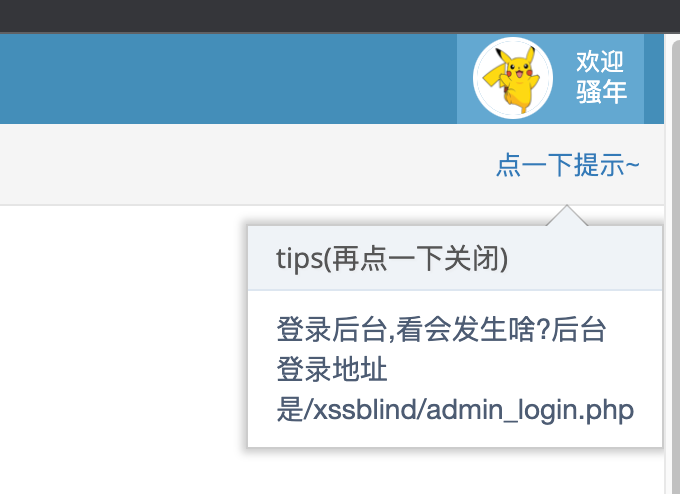 欢迎
骚年
点一下提示~
tips(再点一下关闭)
登录后台,看会发生啥?后台
登录地址
是/xssblind/admin_login.php